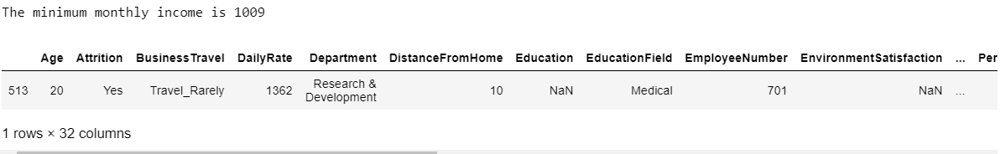 The minimum monthly income is 1009
Age Attrition BusinessTravel DailyRate Department DistanceFromHome Education EducationField EmployeeNumber EnvironmentSatisfaction ... Per
513 20 Yes Travel_Rarely 1362 Research & Development 10 NaN Medical 701 NaN ...
1 rows × 32 columns